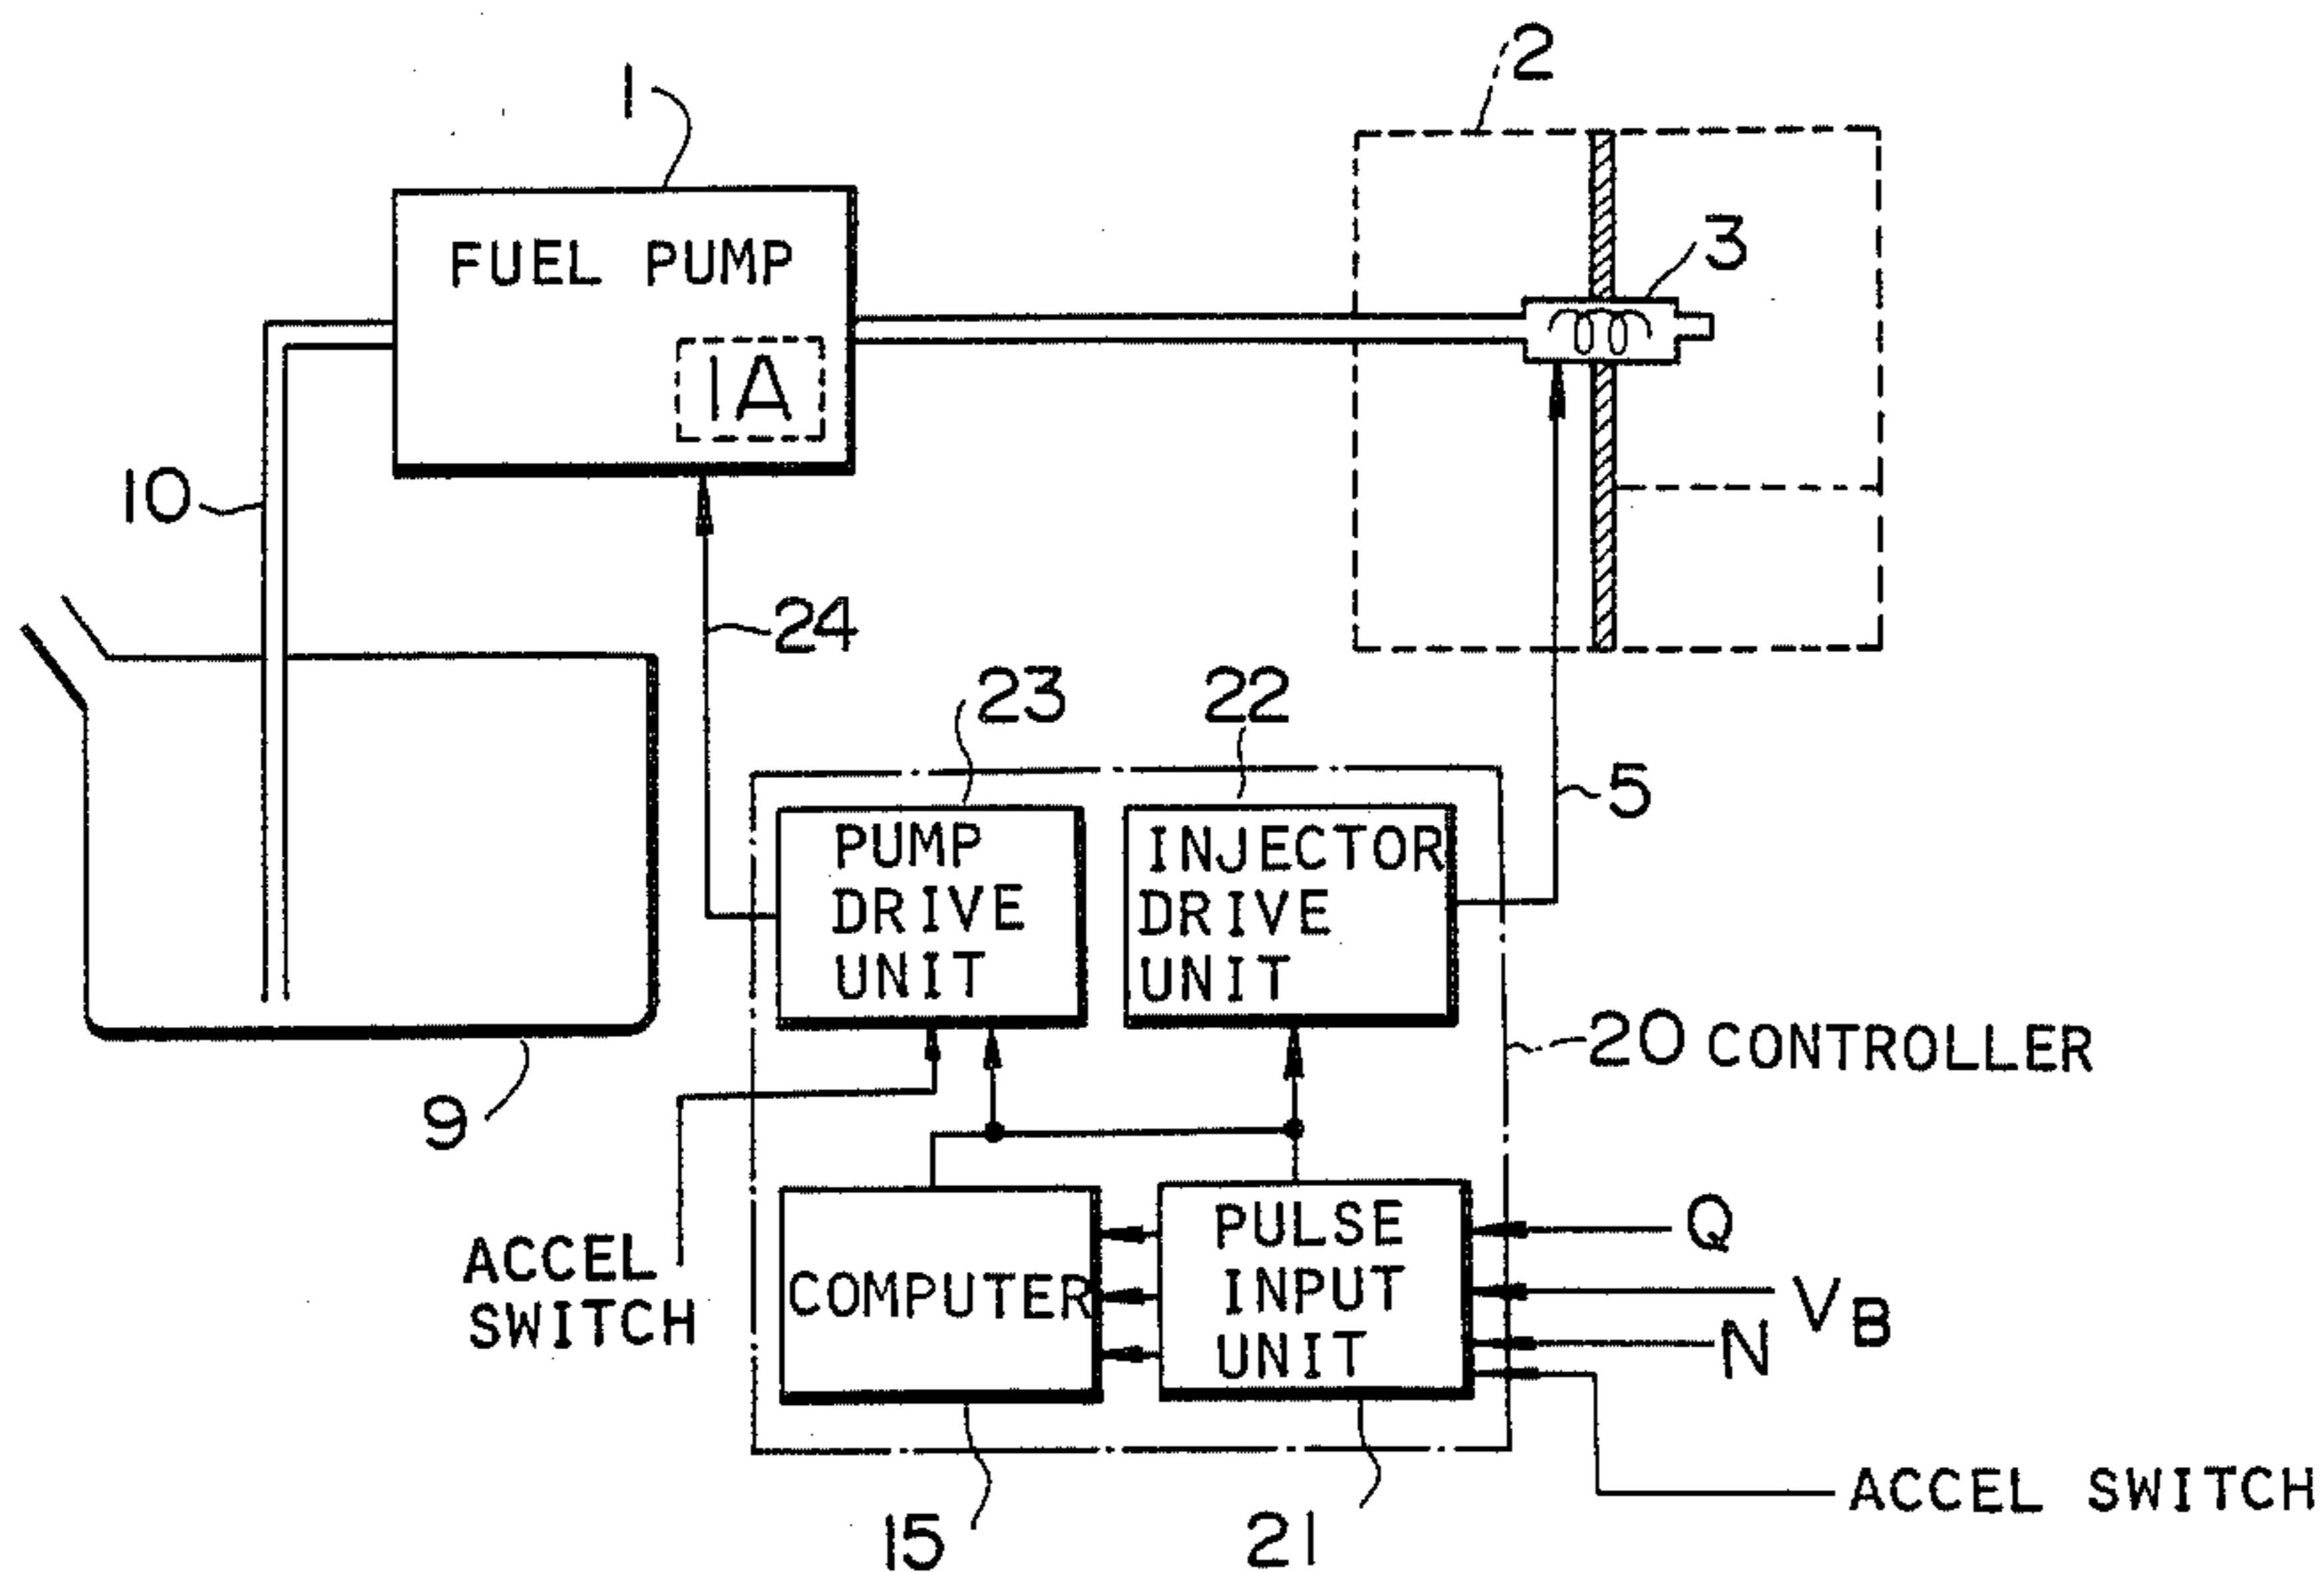 2
1
3
FUEL PUMP
1A
10
24
23
22
5
PUMP
DRIVE
UNIT
INJECTOR
DRIVE
UNIT
20 CONTROLLER
9
ACCEL
SWITCH
COMPUTER
PULSE
INPUT
UNIT
Q
VB
N
ACCEL SWITCH
15
21